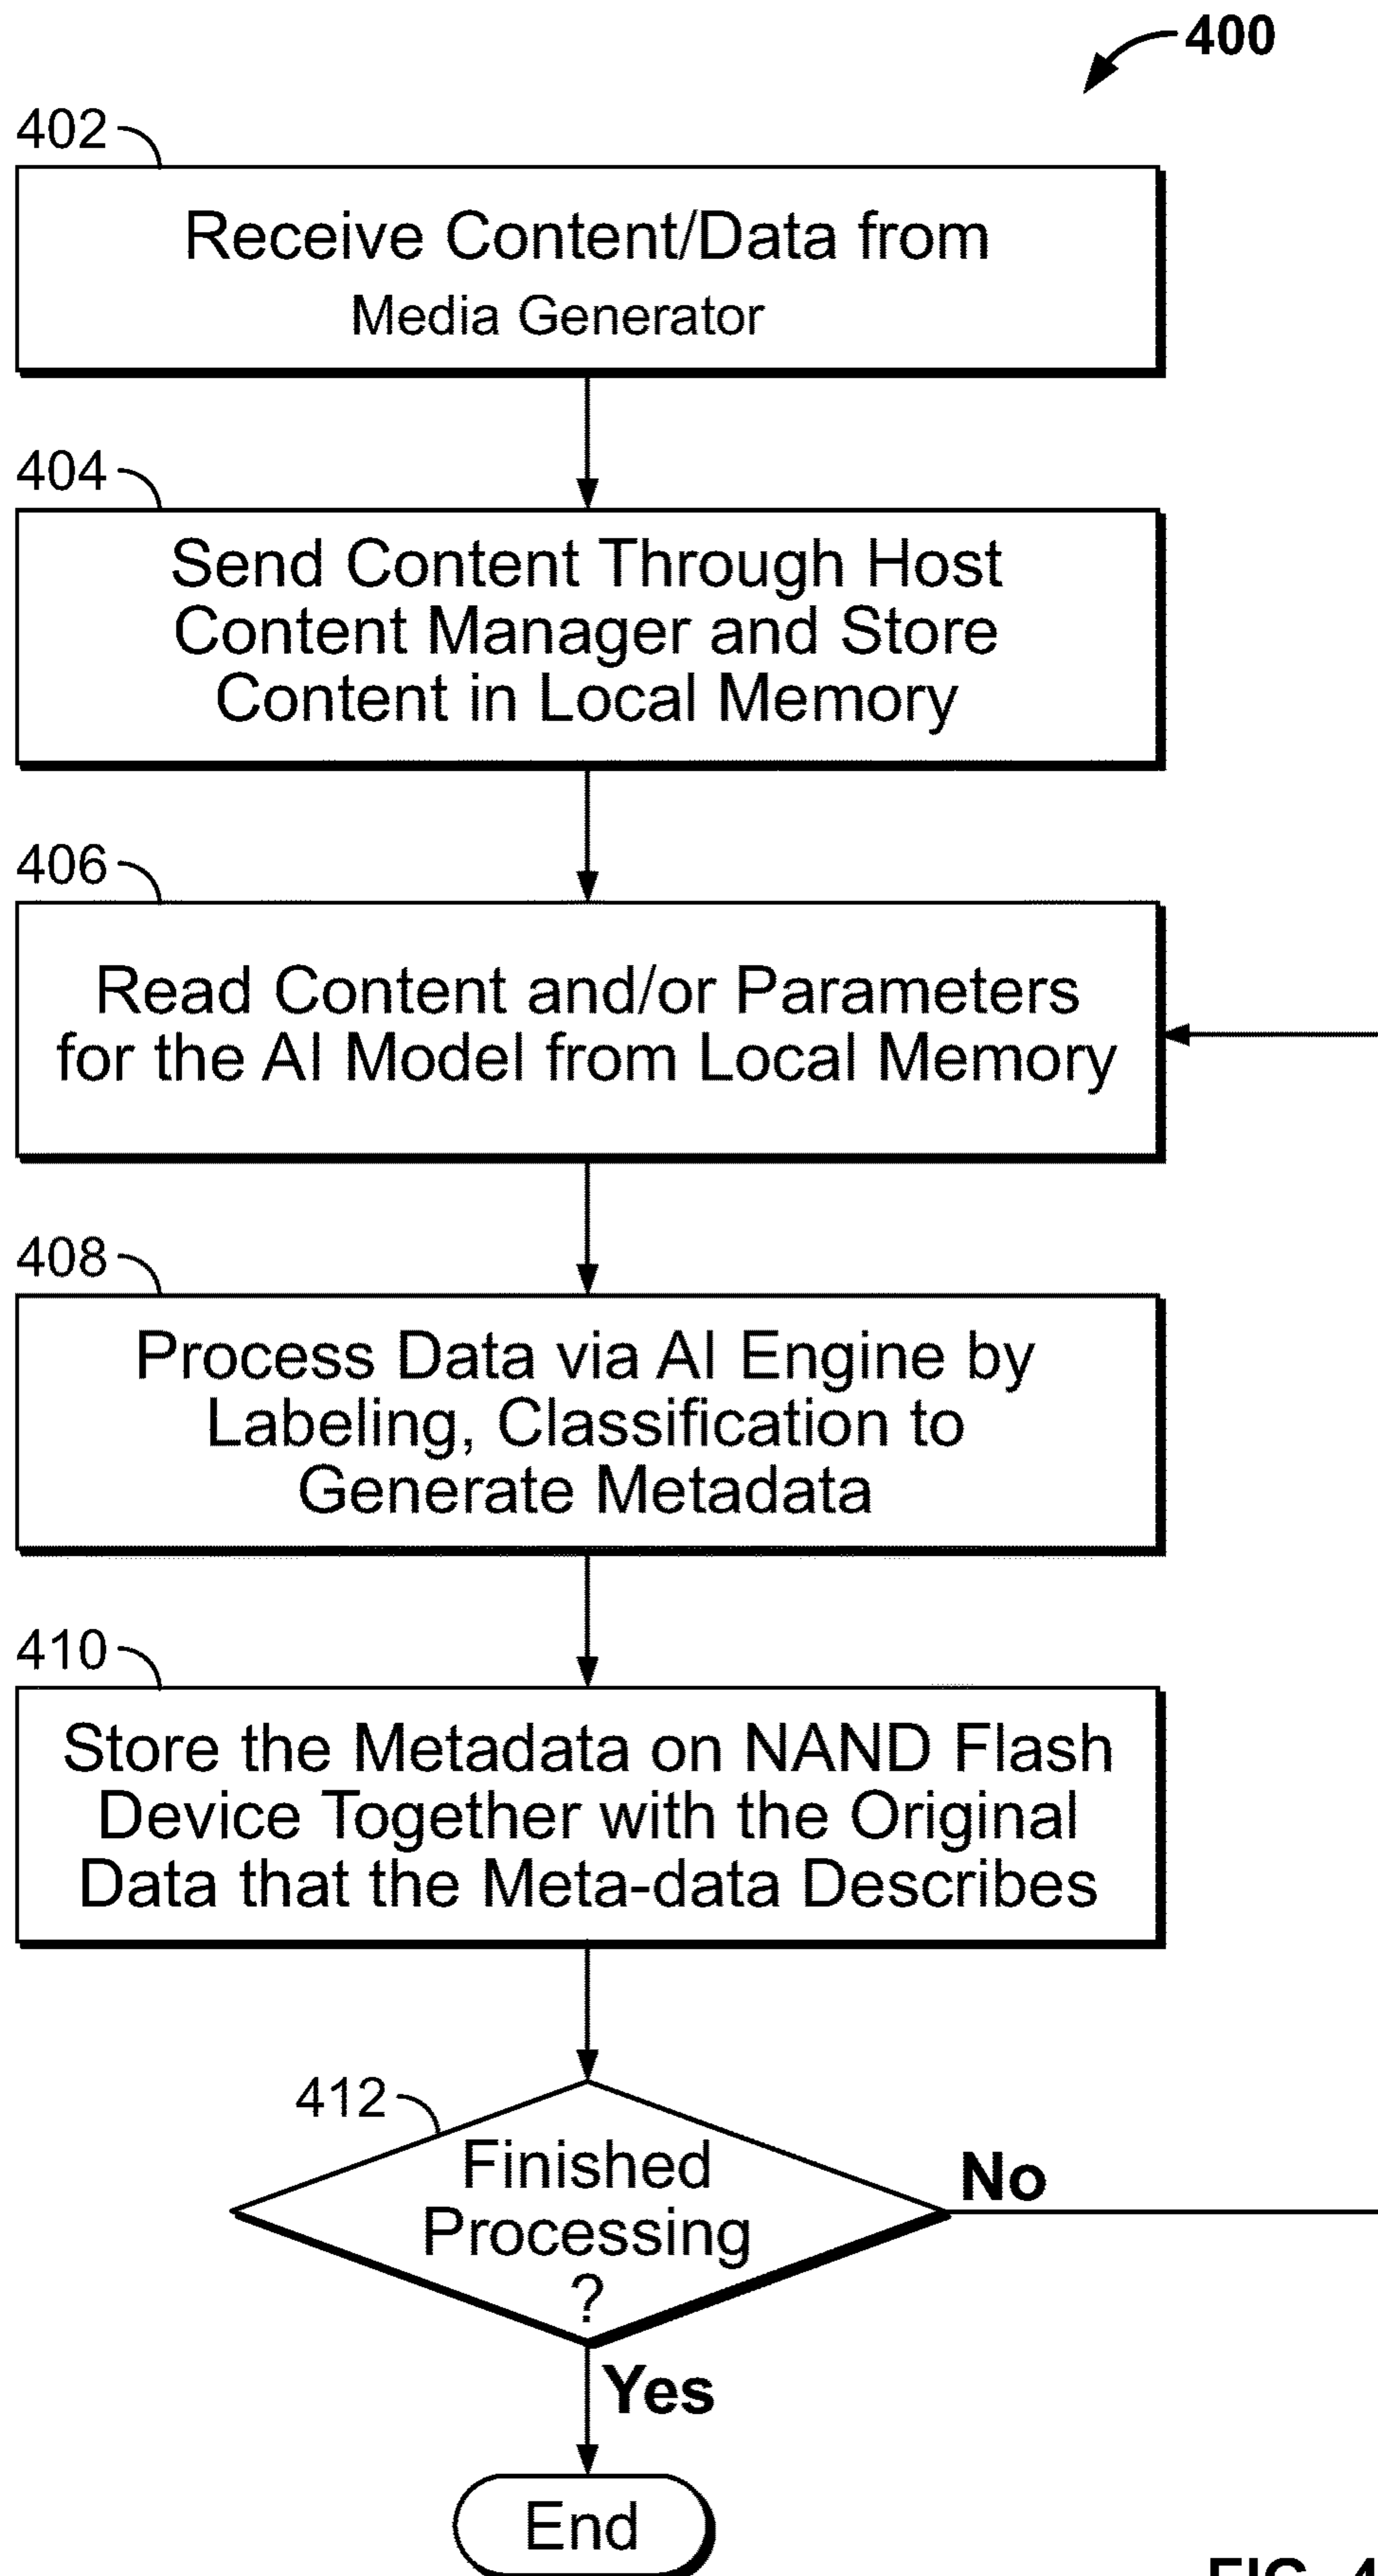 400
402
Receive Content/Data from
Media Generator
404
Send Content Through Host
Content Manager and Store
Content in Local Memory
406
Read Content and/or Parameters
for the AI Model from Local Memory
408
Process Data via AI Engine by
Labeling, Classification to
Generate Metadata
410
Store the Metadata on NAND Flash
Device Together with the Original
Data that the Meta-data Describes
412
Finished
Processing
?
No
Yes
End
FIG. 4